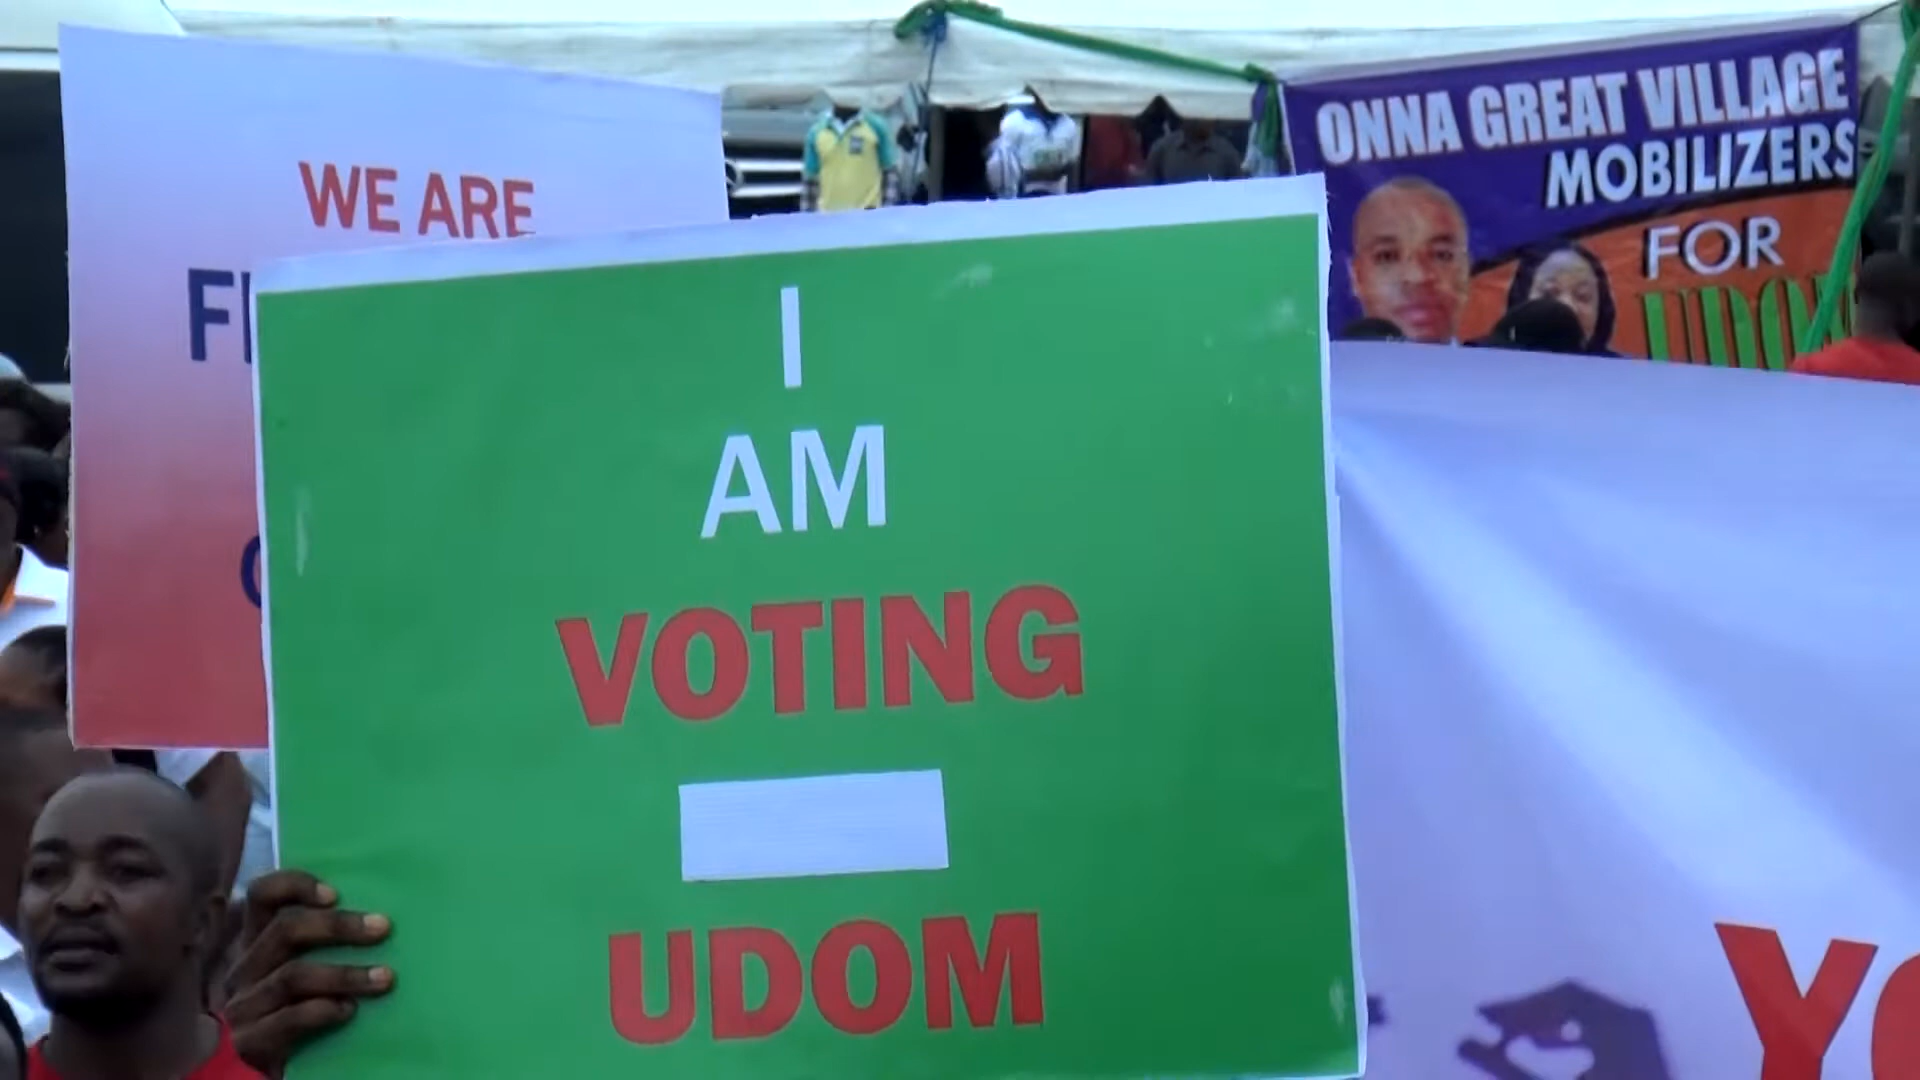 WE ARE
I
AM
VOTING
UDOM
ONNA GREAT VILLAGE
MOBILIZERS
FOR